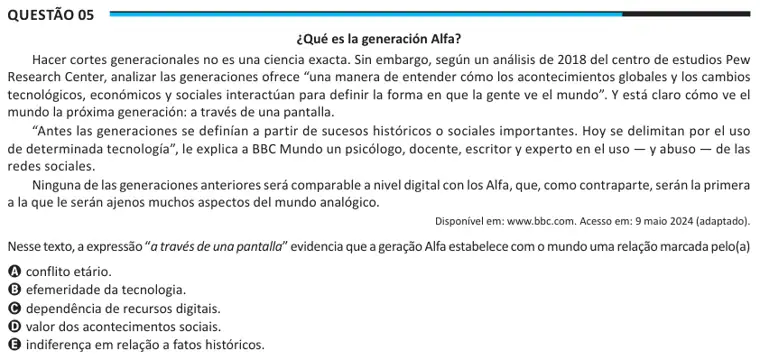 QUESTÃO 05
¿Qué es la generación Alfa?
Hacer cortes generacionales no es una ciencia exacta. Sin embargo, según un análisis de 2018 del centro de estudios Pew
Research Center, analizar las generaciones ofrece “una manera de entender cómo los acontecimientos globales y los cambios
tecnológicos, económicos y sociales interactúan para definir la forma en que la gente ve el mundo”. Y está claro cómo ve el
mundo la próxima generación: a través de una pantalla.
“Antes las generaciones se definían a partir de sucesos históricos o sociales importantes. Hoy se delimitan por el uso
de determinada tecnología”, le explica a BBC Mundo un psicólogo, docente, escritor y experto en el uso — y abuso — de las
redes sociales.
Ninguna de las generaciones anteriores será comparable a nivel digital con los Alfa, que, como contraparte, serán la primera
a la que le serán ajenos muchos aspectos del mundo analógico.
Disponível em: www.bbc.com. Acesso em: 9 maio 2024 (adaptado).
Nesse texto, a expressão “a través de una pantalla” evidencia que a geração Alfa estabelece com o mundo uma relação marcada pelo(a)
A conflito etário.
B efemeridade da tecnologia.
C dependência de recursos digitais.
D valor dos acontecimentos sociais.
E indiferença em relação a fatos históricos.